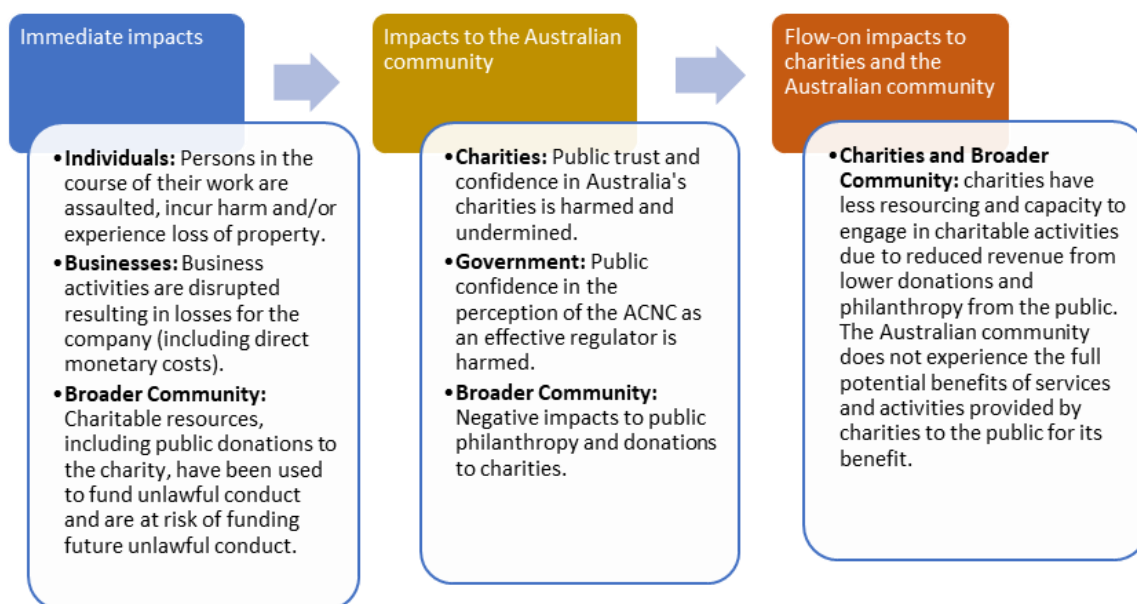 Immediate impacts
•Individuals: Persons in the
course of their work are
assaulted, incur harm and/or
experience loss of property.
•Businesses: Business
activities are disrupted
resulting in losses for the
company (including direct
monetary costs).
•Broader Community:
Charitable resources,
including public donations to
the charity, have been used
to fund unlawful conduct
and are at risk of funding
future unlawful conduct.
Impacts to the Australian
community
•Charities: Public trust and
confidence in Australia's
charities is harmed and
undermined.
•Government: Public
confidence in the
perception of the ACNC as
an effective regulator is
harmed.
•Broader Community:
Negative impacts to public
philanthropy and donations
to charities.
Flow-on impacts to
charities and the
Australian community
•Charities and Broader
Community: charities have
less resourcing and capacity to
engage in charitable activities
due to reduced revenue from
lower donations and
philanthropy from the public.
The Australian community
does not experience the full
potential benefits of services
and activities provided by
charities to the public for its
benefit.